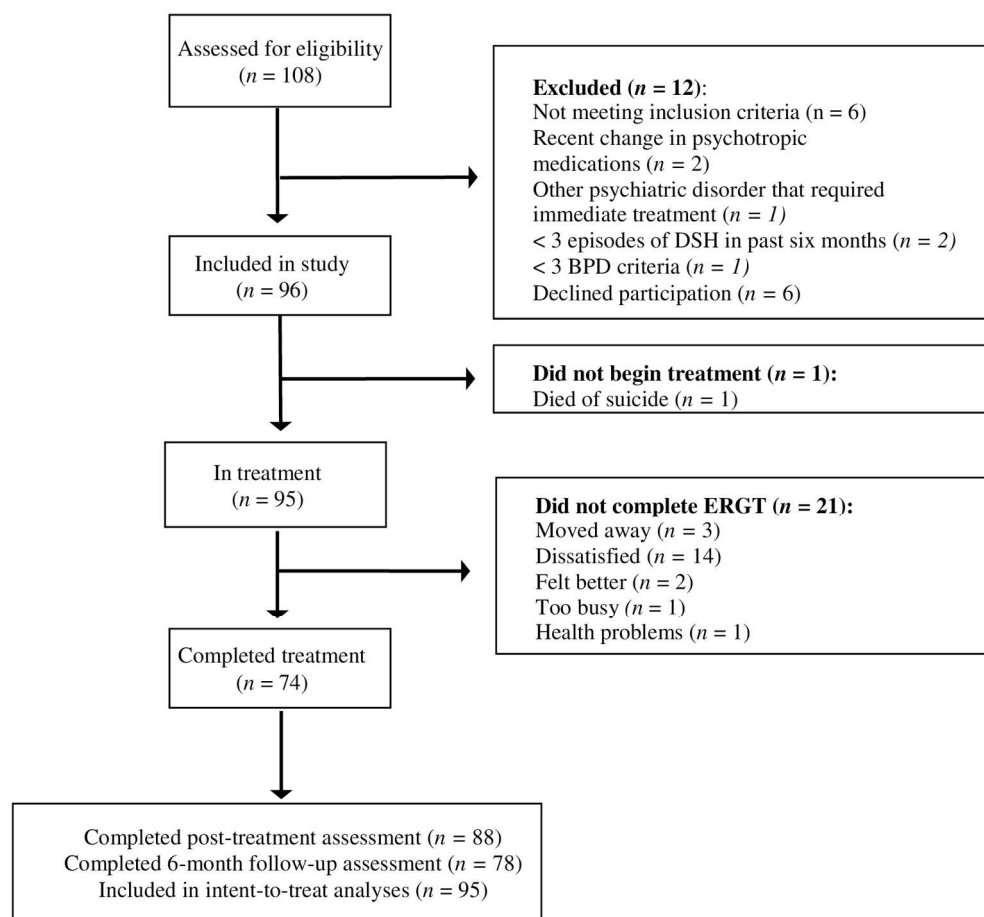 Assessed for eligibility
(n = 108)
Excluded (n = 12):
Not meeting inclusion criteria (n = 6)
Recent change in psychotropic
medications (n = 2)
Other psychiatric disorder that required
immediate treatment (n = 1)
< 3 episodes of DSH in past six months (n = 2)
< 3 BPD criteria (n = 1)
Declined participation (n = 6)
Included in study
(n = 96)
Did not begin treatment (n = 1):
Died of suicide (n = 1)
In treatment
(n = 95)
Did not complete ERGT (n = 21):
Moved away (n = 3)
Dissatisfied (n = 14)
Felt better (n = 2)
Too busy (n = 1)
Health problems (n = 1)
Completed treatment
(n = 74)
Completed post-treatment assessment (n = 88)
Completed 6-month follow-up assessment (n = 78)
Included in intent-to-treat analyses (n = 95)